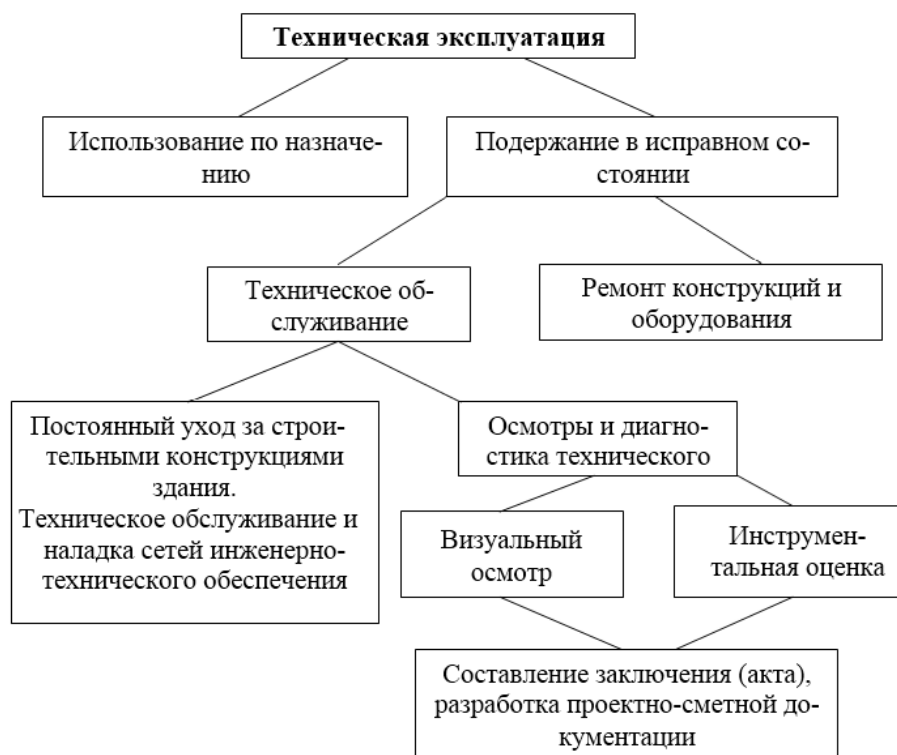 Техническая эксплуатация
Использование по назначе-
нию
Подержание в исправном со-
стоянии
Техническое об-
служивание
Ремонт конструкций и
оборудования
Постоянный уход за строи-
тельными конструкциями
здания.
Техническое обслуживание и
наладка сетей инженерно-
технического обеспечения
Осмотры и диагно-
стика технического
Визуальный
осмотр
Инструмен-
тальная оценка
Составление заключения (акта),
разработка проектно-сметной до-
кументации